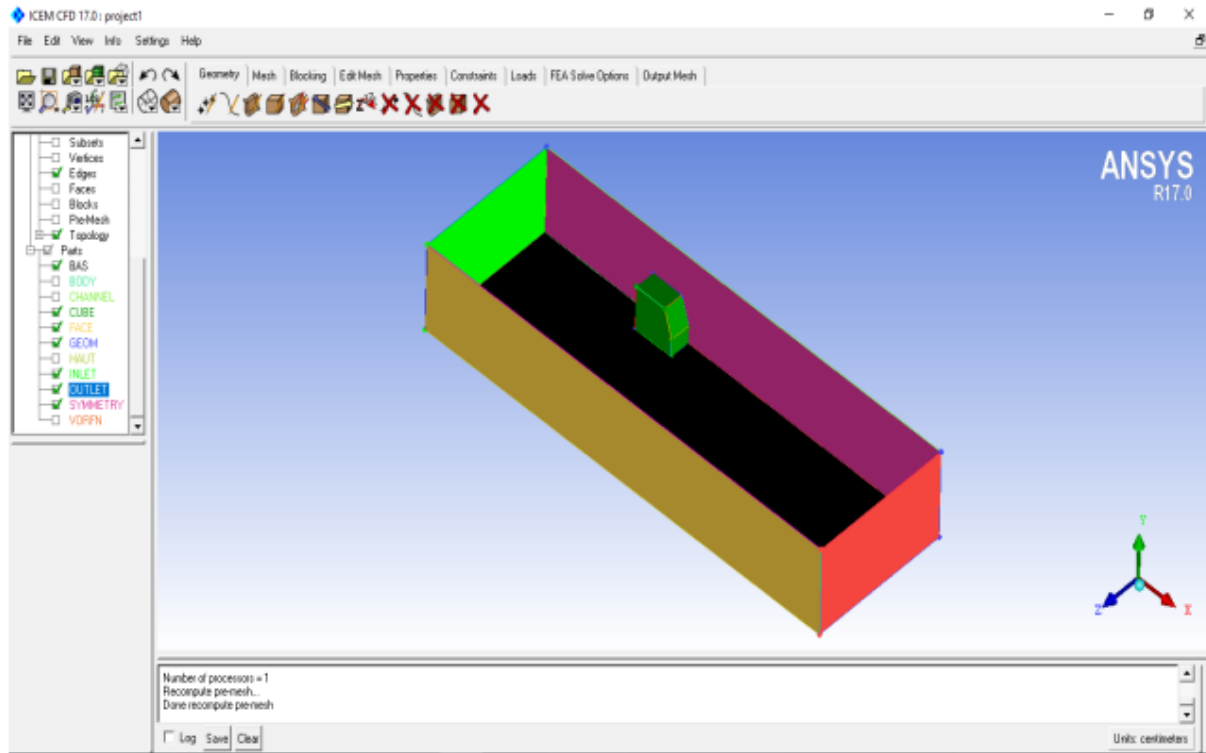 ICEM CFD 17.0 : project1
File Edit View Info Settings Help
Geometry Mesh Blocking Edit Mesh Properties Constraints Loads FEA Solve Options Output Mesh
Subsets
Vertices
Edges
Faces
Blocks
Pre-Mesh
Topology
Parts
BAS
BODY
CHANNEL
CUBE
FACE
GEOM
HAUT
INLET
OUTLET
SYMMETRY
VORFN
ANSYS
R17.0
Y
Z
X
Number of processors = 1
Recompute pre-mesh...
Done recompute pre-mesh
Log Save Clear
Units: centimeters